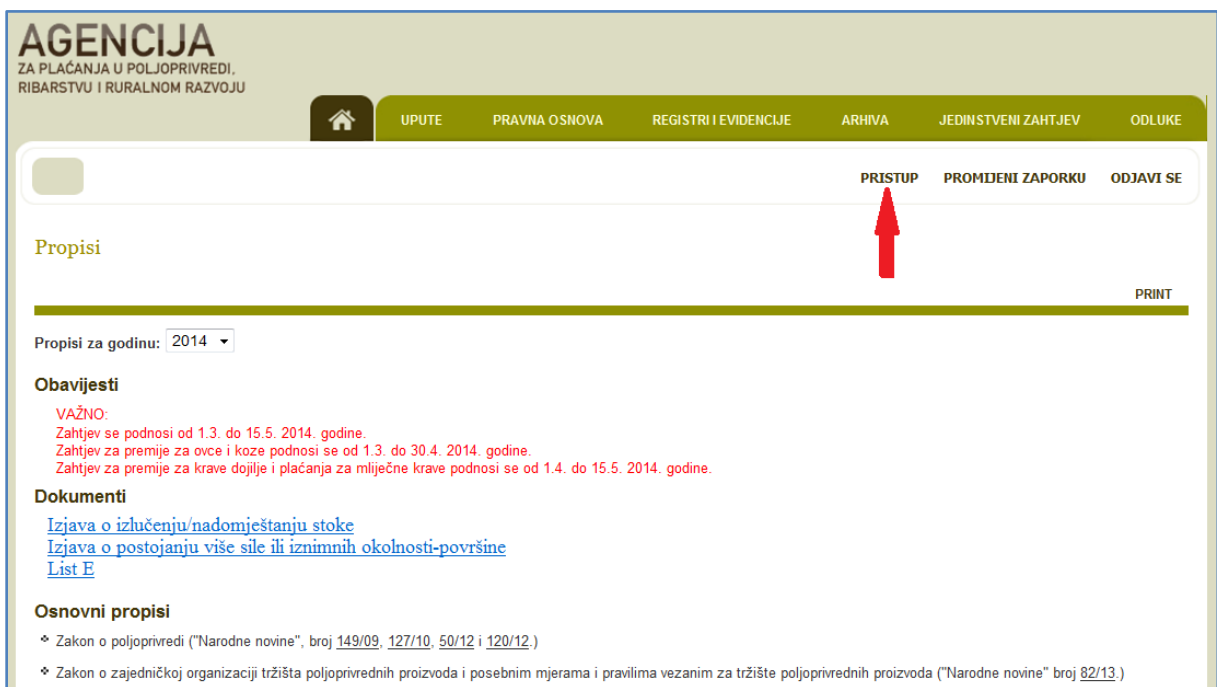 AGENCIJA
ZA PLAĆANJA U POLJOPRIVREDI,
RIBARSTVU I RURALNOM RAZVOJU
UPUTE PRAVNA OSNOVA REGISTRI I EVIDENCIJE ARHIVA JEDINSTVENI ZAHTJEV ODLUKE
PRISTUP PROMIJENI ZAPORKU ODJAVI SE
Propisi
PRINT
Propisi za godinu: 2014
Obavijesti
VAŽNO:
Zahtjev se podnosi od 1.3. do 15.5. 2014. godine.
Zahtjev za premije za ovce i koze podnosi se od 1.3. do 30.4. 2014. godine.
Zahtjev za premije za krave dojilje i plaćanja za mliječne krave podnosi se od 1.4. do 15.5. 2014. godine.
Dokumenti
Izjava o izlučenju/nadomještanju stoke
Izjava o postojanju više sile ili iznimnih okolnosti-površine
List E
Osnovni propisi
❖ Zakon o poljoprivredi ("Narodne novine", broj 149/09, 127/10, 50/12 i 120/12.)
❖ Zakon o zajedničkoj organizaciji tržišta poljoprivrednih proizvoda i posebnim mjerama i pravilima vezanim za tržište poljoprivrednih proizvoda ("Narodne novine" broj 82/13.)